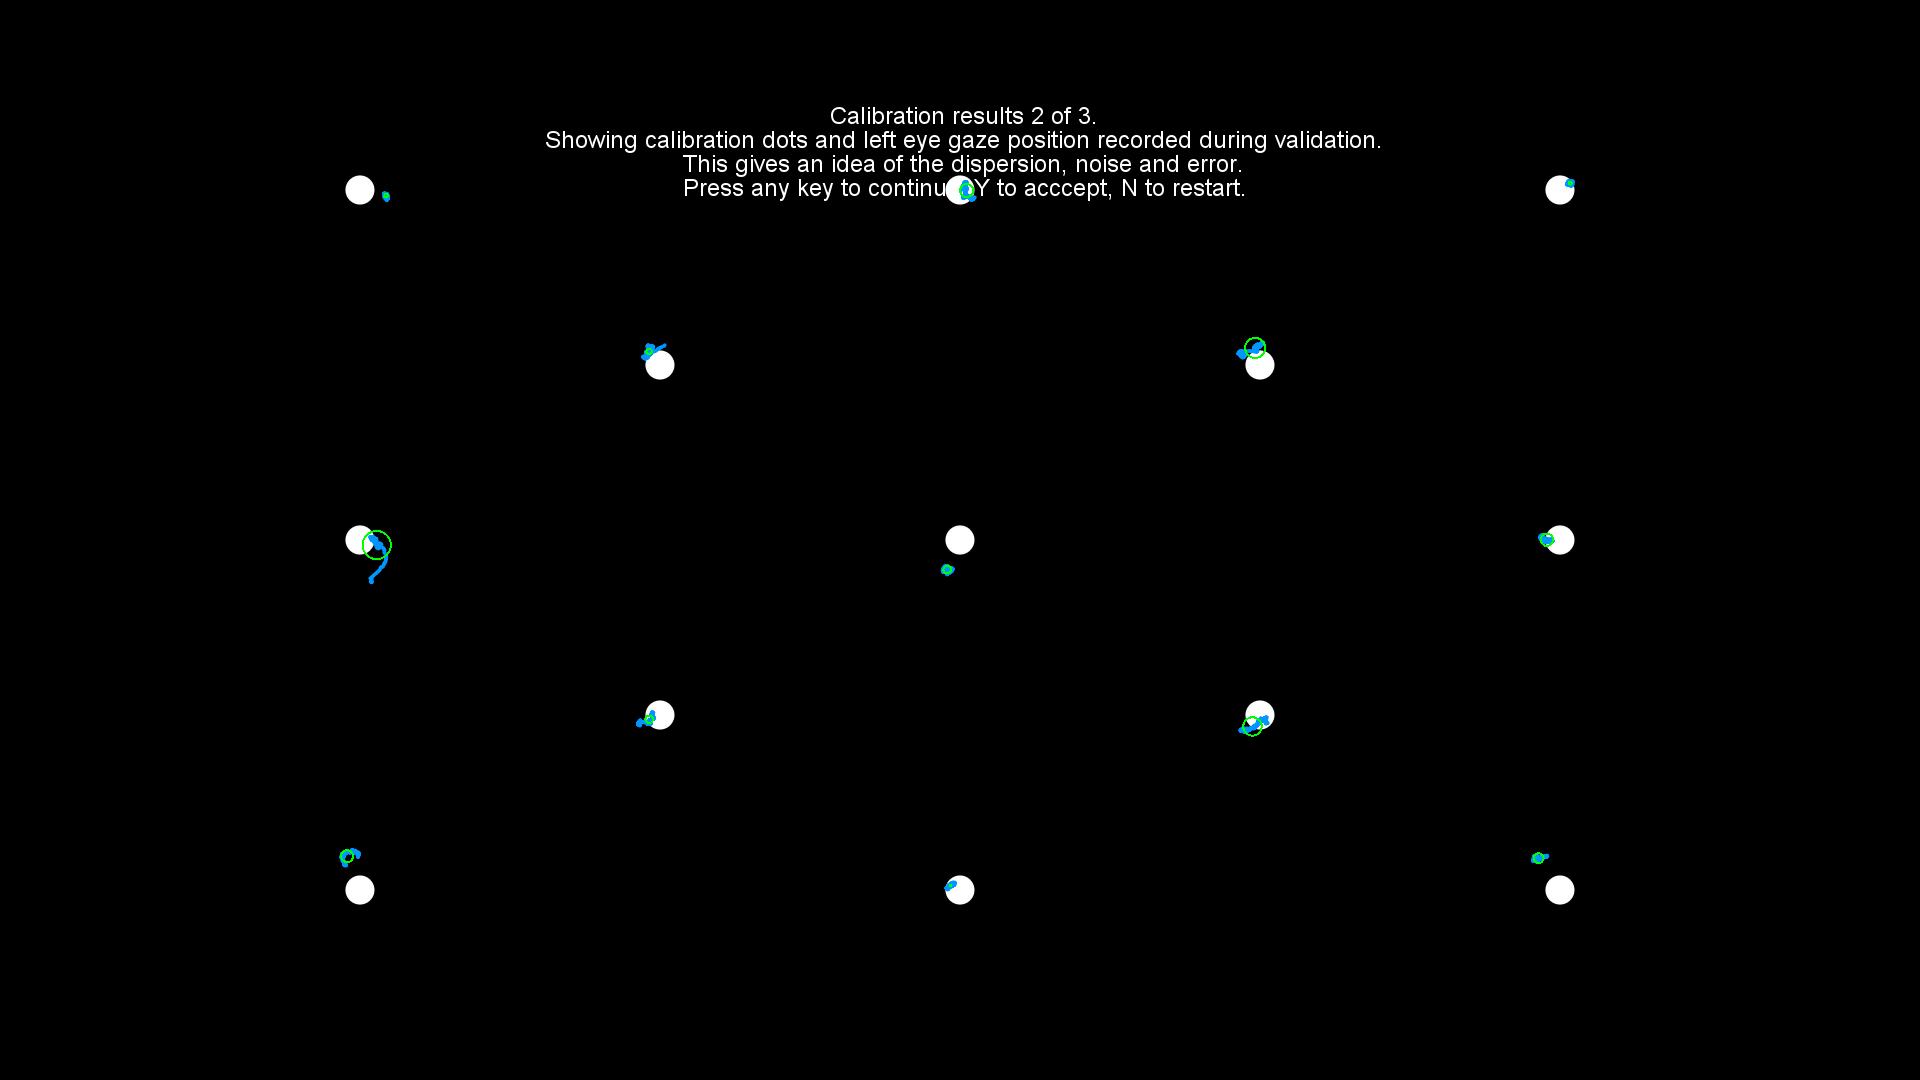 Calibration results 2 of 3.
Showing calibration dots and left eye gaze position recorded during validation.
This gives an idea of the dispersion, noise and error.
Press any key to continu Y to acccept, N to restart.